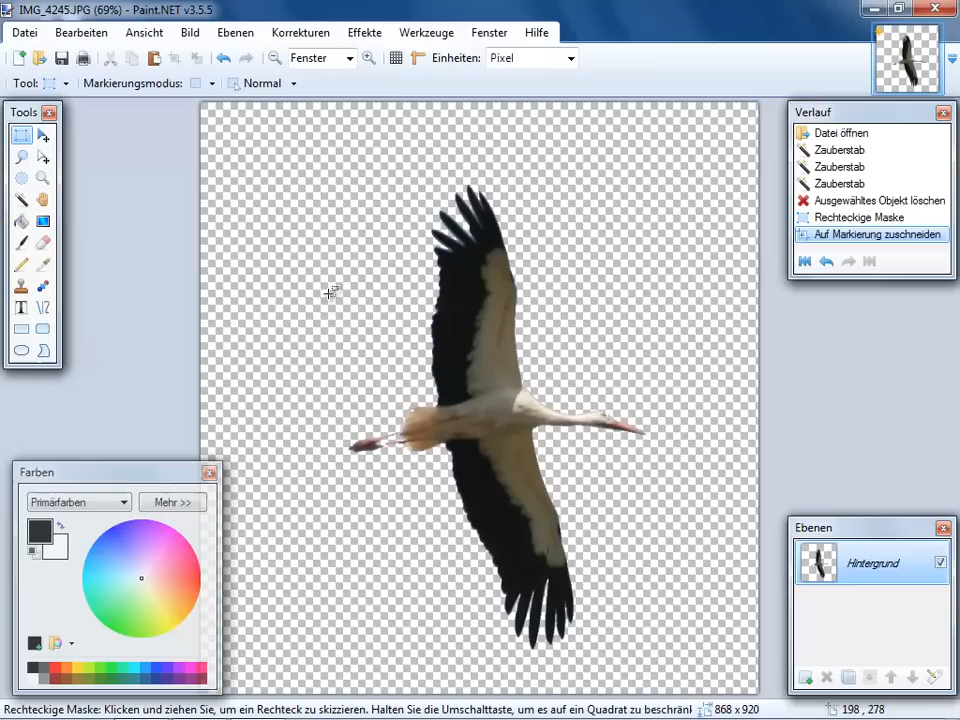 IMG_4245.JPG (69%) - Paint.NET v3.5.5
Datei Bearbeiten Ansicht Bild Ebenen Korrekturen Effekte Werkzeuge Fenster Hilfe
Fenster Einheiten: Pixel
Tool: Markierungsmodus: Normal
Tools
Verlauf
Datei öffnen
Zauberstab
Zauberstab
Zauberstab
Ausgewähltes Objekt löschen
Rechteckige Maske
Auf Markierung zuschneiden
Farben
Primärfarben Mehr >>
Ebenen
Hintergrund
Rechteckige Maske: Klicken und ziehen Sie, um ein Rechteck zu skizzieren. Halten Sie die Umschalttaste, um es auf ein Quadrat zu beschränk 868 x 920 198 , 278